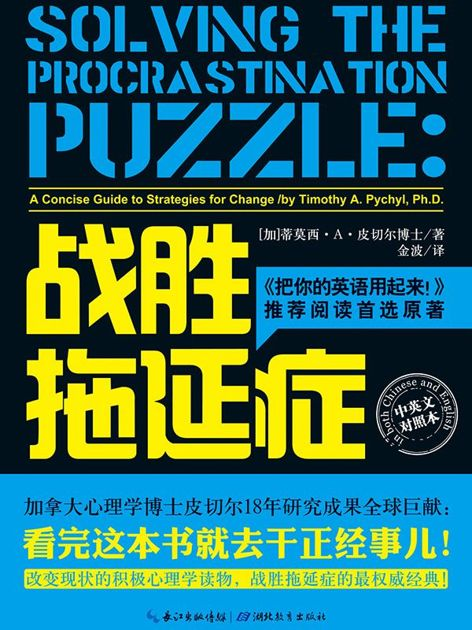 SOLVING THE
PROCRASTINATION
PUZZLE:
A Concise Guide to Strategies for Change /by Timothy A. Pychyl, Ph.D.
[加]蒂莫西·A·皮切尔博士/著
金波/译
战胜
《把你的英语用起来!》
推荐阅读首选原著
拖延症
in both Chinese and English
中英文
对照本
加拿大心理学博士皮切尔18年研究成果全球巨献:
看完这本书就去干正经事儿!
改变现状的积极心理学读物,战胜拖延症的最权威经典!
长江出版传媒 湖北教育出版社